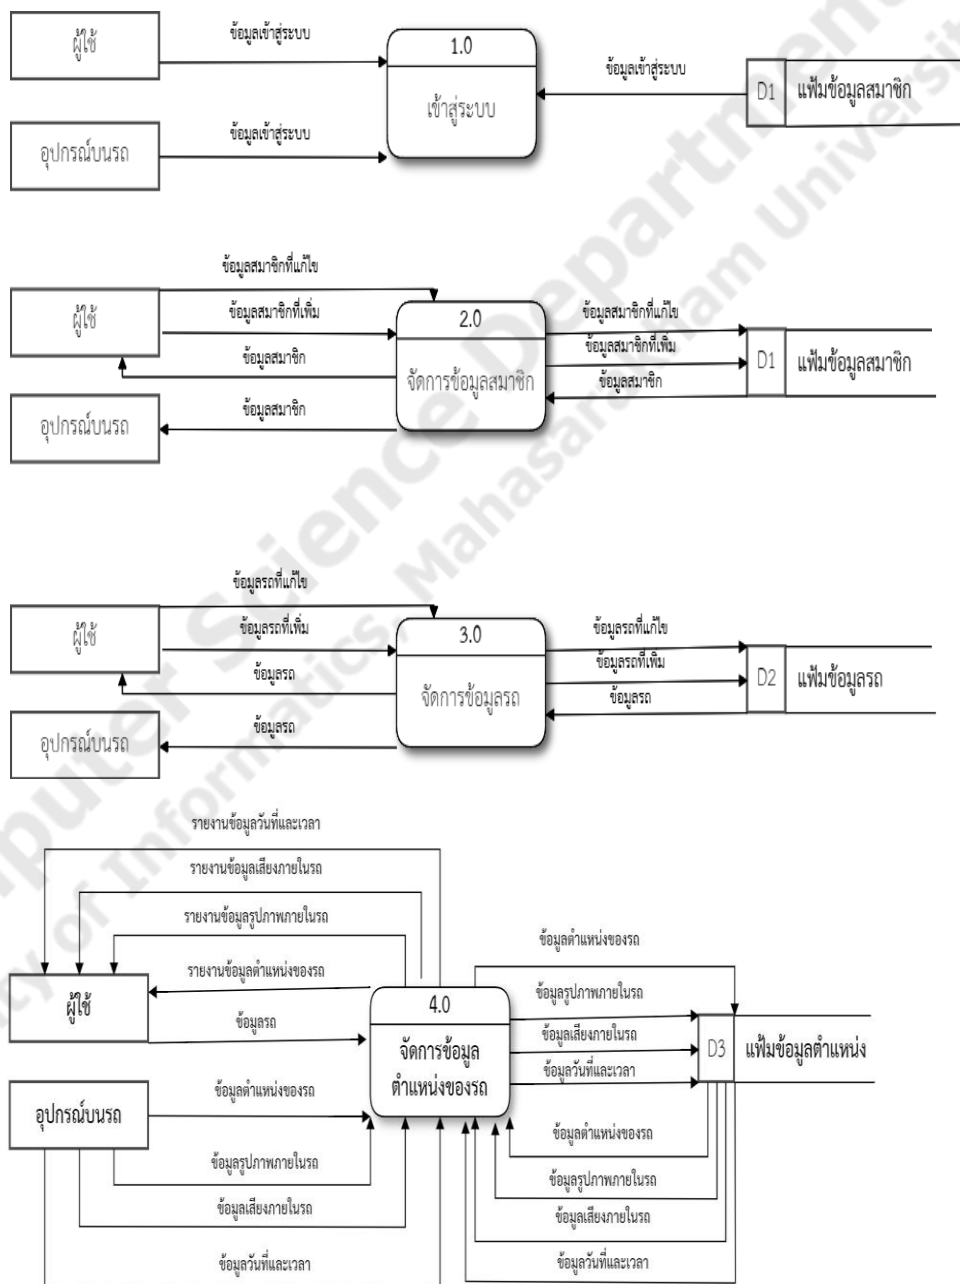 ผู้ใช้
ข้อมูลเข้าสู่ระบบ
1.0
เข้าสู่ระบบ
ข้อมูลเข้าสู่ระบบ
D1
แฟ้มข้อมูลสมาชิก
อุปกรณ์บนรถ
ข้อมูลเข้าสู่ระบบ
ข้อมูลสมาชิกที่แก้ไข
ผู้ใช้
ข้อมูลสมาชิกที่เพิ่ม
ข้อมูลสมาชิก
2.0
จัดการข้อมูลสมาชิก
ข้อมูลสมาชิกที่แก้ไข
ข้อมูลสมาชิกที่เพิ่ม
ข้อมูลสมาชิก
D1
แฟ้มข้อมูลสมาชิก
อุปกรณ์บนรถ
ข้อมูลสมาชิก
ข้อมูลรถที่แก้ไข
ผู้ใช้
ข้อมูลรถที่เพิ่ม
ข้อมูลรถ
3.0
จัดการข้อมูลรถ
ข้อมูลรถที่แก้ไข
ข้อมูลรถที่เพิ่ม
ข้อมูลรถ
D2
แฟ้มข้อมูลรถ
อุปกรณ์บนรถ
ข้อมูลรถ
รายงานข้อมูลวันที่และเวลา
รายงานข้อมูลเสียงภายในรถ
รายงานข้อมูลรูปภาพภายในรถ
รายงานข้อมูลตำแหน่งของรถ
ผู้ใช้
ข้อมูลรถ
4.0
จัดการข้อมูล
ตำแหน่งของรถ
ข้อมูลตำแหน่งของรถ
ข้อมูลรูปภาพภายในรถ
ข้อมูลเสียงภายในรถ
ข้อมูลวันที่และเวลา
D3
แฟ้มข้อมูลตำแหน่ง
อุปกรณ์บนรถ
ข้อมูลตำแหน่งของรถ
ข้อมูลรูปภาพภายในรถ
ข้อมูลเสียงภายในรถ
ข้อมูลวันที่และเวลา
ข้อมูลตำแหน่งของรถ
ข้อมูลรูปภาพภายในรถ
ข้อมูลเสียงภายในรถ
ข้อมูลวันที่และเวลา
Computer Science Department
ity of Informatics, Mahasarakham Universit